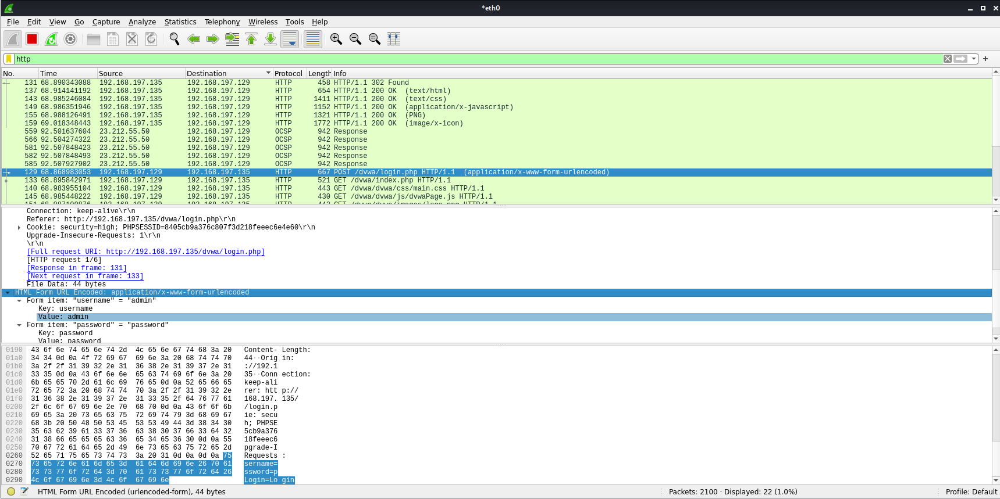 *eth0
File Edit View Go Capture Analyze Statistics Telephony Wireless Tools Help
http
No. Time Source Destination Protocol Length Info
131 68.890343088 192.168.197.135 192.168.197.129 HTTP 458 HTTP/1.1 302 Found
137 68.914141192 192.168.197.135 192.168.197.129 HTTP 654 HTTP/1.1 200 OK (text/html)
143 68.985246084 192.168.197.135 192.168.197.129 HTTP 1411 HTTP/1.1 200 OK (text/css)
149 68.986351946 192.168.197.135 192.168.197.129 HTTP 1152 HTTP/1.1 200 OK (application/x-javascript)
155 68.988126491 192.168.197.135 192.168.197.129 HTTP 1321 HTTP/1.1 200 OK (PNG)
159 69.018348443 192.168.197.135 192.168.197.129 HTTP 1772 HTTP/1.1 200 OK (image/x-icon)
559 92.501637604 23.212.55.50 192.168.197.129 OCSP 942 Response
566 92.504274322 23.212.55.50 192.168.197.129 OCSP 942 Response
581 92.507848423 23.212.55.50 192.168.197.129 OCSP 942 Response
582 92.507848493 23.212.55.50 192.168.197.129 OCSP 942 Response
585 92.507927902 23.212.55.50 192.168.197.129 OCSP 942 Response
129 68.868983053 192.168.197.129 192.168.197.135 HTTP 667 POST /dvwa/login.php HTTP/1.1 (application/x-www-form-urlencoded)
133 68.895842971 192.168.197.129 192.168.197.135 HTTP 521 GET /dvwa/index.php HTTP/1.1
140 68.983955104 192.168.197.129 192.168.197.135 HTTP 443 GET /dvwa/dvwa/css/main.css HTTP/1.1
145 68.985448222 192.168.197.129 192.168.197.135 HTTP 430 GET /dvwa/dvwa/js/dvwaPage.js HTTP/1.1
192.168.197.129 192.168.197.135 HTTP GET /dvwa/dvwa/images/logo.png HTTP/1.1
Connection: keep-alive\r\n
Referer: http://192.168.197.135/dvwa/login.php\r\n
Cookie: security=high; PHPSESSID=8405cb9a376c807f3d218feeec6e4e60\r\n
Upgrade-Insecure-Requests: 1\r\n
\r\n
[Full request URI: http://192.168.197.135/dvwa/login.php]
[HTTP request 1/6]
[Response in frame: 131]
[Next request in frame: 133]
File Data: 44 bytes
HTML Form URL Encoded: application/x-www-form-urlencoded
Form item: "username" = "admin"
Key: username
Value: admin
Form item: "password" = "password"
Key: password
Value: password
0190 43 6f 6e 74 65 6e 74 2d 4c 65 6e 67 74 68 3a 20 Content- Length:
01a0 34 34 0d 0a 4f 72 69 67 69 6e 3a 20 68 74 74 70 44··Orig in:
01b0 3a 2f 2f 31 39 32 2e 31 36 38 2e 31 39 37 2e 31 ://192.1
01c0 33 35 0d 0a 43 6f 6e 6e 65 63 74 69 6f 6e 3a 20 35··Conn ection:
01d0 6b 65 65 70 2d 61 6c 69 76 65 0d 0a 52 65 66 65 keep-ali
01e0 72 65 72 3a 20 68 74 74 70 3a 2f 2f 31 39 32 2e rer: htt p://
01f0 31 36 38 2e 31 39 37 2e 31 33 35 2f 64 76 77 61 168.197. 135/
0200 2f 6c 6f 67 69 6e 2e 70 68 70 0d 0a 43 6f 6f 6b /login.p
0210 69 65 3a 20 73 65 63 75 72 69 74 79 3d 68 69 67 ie: secu
0220 68 3b 20 50 48 50 53 45 53 53 49 44 3d 38 34 30 h; PHPSE
0230 35 63 62 39 61 33 37 36 63 38 30 37 66 33 64 32 5cb9a376
0240 31 38 66 65 65 65 63 36 65 34 65 36 30 0d 0a 55 18feeec6
0250 70 67 72 61 64 65 2d 49 6e 73 65 63 75 72 65 2d pgrade-I
0260 52 65 71 75 65 73 74 73 3a 20 31 0d 0a 0d 0a 75 Requests :
0270 73 65 72 6e 61 6d 65 3d 61 64 6d 69 6e 26 70 61 sername=
0280 73 73 77 6f 72 64 3d 70 61 73 73 77 6f 72 64 26 ssword=p
0290 4c 6f 67 69 6e 3d 4c 6f 67 69 6e Login=Lo gin
HTML Form URL Encoded (urlencoded-form), 44 bytes Packets: 2100 · Displayed: 22 (1.0%) Profile: Default